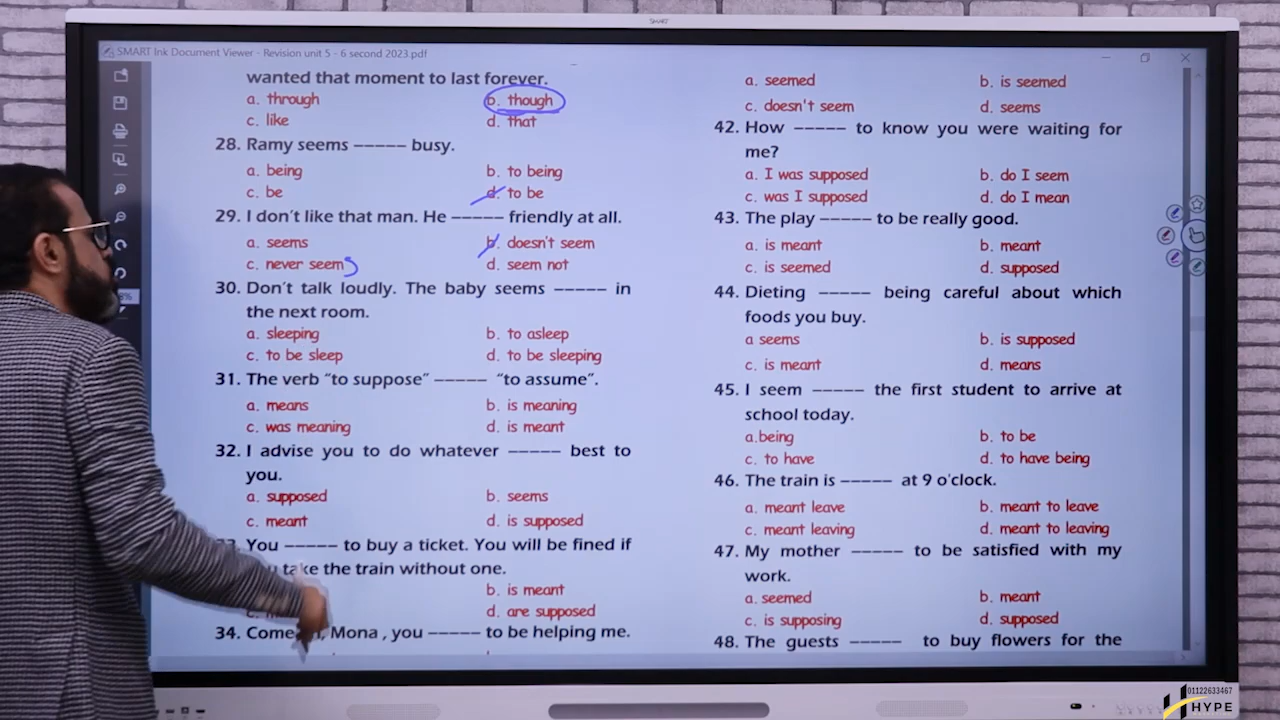 SMART
SMART Ink Document Viewer - Revision unit 5 - 6 second 2023.pdf
wanted that moment to last forever.
a. through b. though
c. like d. that
28. Ramy seems ----- busy.
a. being b. to being
c. be d. to be
29. I don't like that man. He ----- friendly at all.
a. seems b. doesn't seem
c. never seem d. seem not
30. Don't talk loudly. The baby seems ----- in
the next room.
a. sleeping b. to asleep
c. to be sleep d. to be sleeping
31. The verb "to suppose" ----- "to assume".
a. means b. is meaning
c. was meaning d. is meant
32. I advise you to do whatever ----- best to
you.
a. supposed b. seems
c. meant d. is supposed
You ----- to buy a ticket. You will be fined if
take the train without one.
b. is meant
d. are supposed
34. Come Mona , you ----- to be helping me.
a. seemed b. is seemed
c. doesn't seem d. seems
42. How ----- to know you were waiting for
me?
a. I was supposed b. do I seem
c. was I supposed d. do I mean
43. The play ----- to be really good.
a. is meant b. meant
c. is seemed d. supposed
44. Dieting ----- being careful about which
foods you buy.
a seems b. is supposed
c. is meant d. means
45. I seem ----- the first student to arrive at
school today.
a.being b. to be
c. to have d. to have being
46. The train is ----- at 9 o'clock.
a. meant leave b. meant to leave
c. meant leaving d. meant to leaving
47. My mother ----- to be satisfied with my
work.
a. seemed b. meant
c. is supposing d. supposed
48. The guests ----- to buy flowers for the
01122633467
HYPE